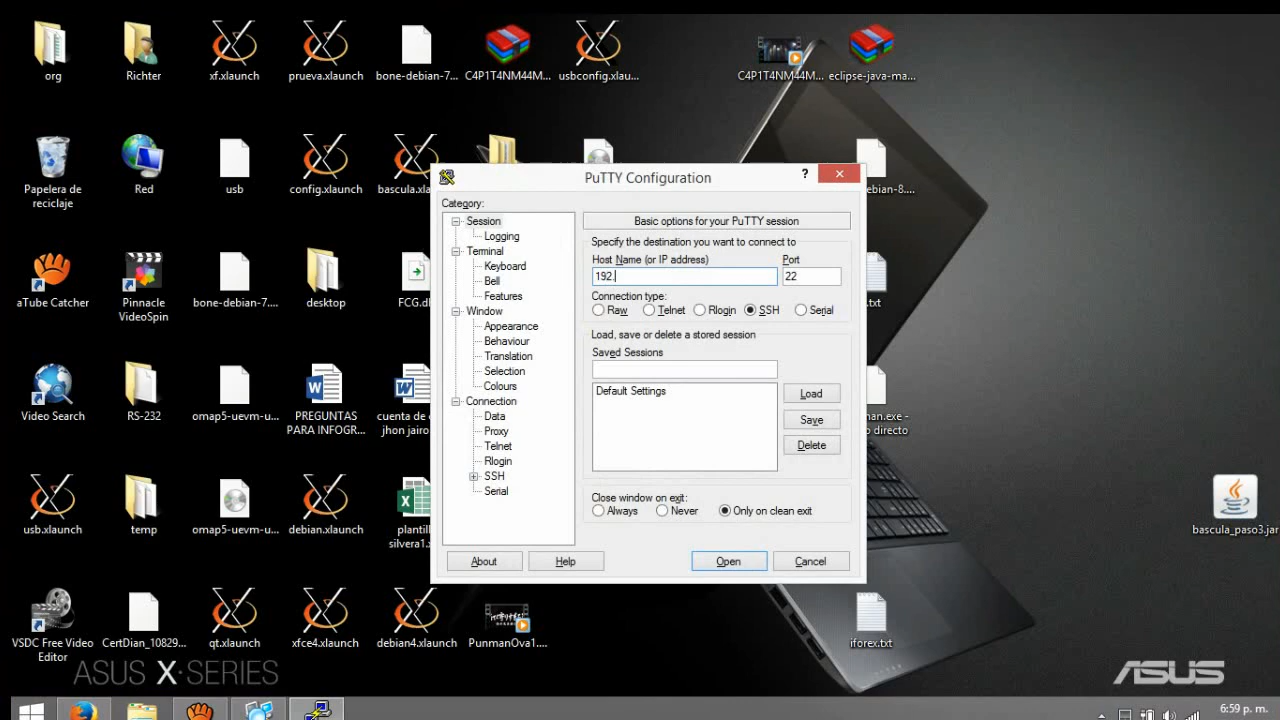 org
Richter
xf.xlaunch
prueva.xlaunch
bone-debian-7....
C4P1T4NM44M...
usbconfig.xlau...
C4P1T4NM44M...
eclipse-java-ma...
Papelera de
reciclaje
Red
usb
config.xlaunch
bascula.xla
ebian-8....
aTube Catcher
Pinnacle
VideoSpin
bone-debian-7....
desktop
FCG.d
.txt
Video Search
RS-232
omap5-uevm-u...
PREGUNTAS
PARA INFOGR...
cuenta de
jhon jairo
man.exe -
o directo
usb.xlaunch
temp
omap5-uevm-u...
debian.xlaunch
plantill
silvera1.x
bascula_paso3.jar
VSDC Free Video
Editor
CertDian_10829...
qt.xlaunch
xfce4.xlaunch
debian4.xlaunch
PunmanOva1....
iforex.txt
PuTTY Configuration
?
Category:
Session
Logging
Terminal
Keyboard
Bell
Features
Window
Appearance
Behaviour
Translation
Selection
Colours
Connection
Data
Proxy
Telnet
Rlogin
SSH
Serial
Basic options for your PuTTY session
Specify the destination you want to connect to
Host Name (or IP address) Port
192. 22
Connection type:
Raw Telnet Rlogin SSH Serial
Load, save or delete a stored session
Saved Sessions
Default Settings
Load
Save
Delete
Close window on exit:
Always Never Only on clean exit
About Help Open Cancel
ASUS X·SERIES
ASUS
6:59 p. m.